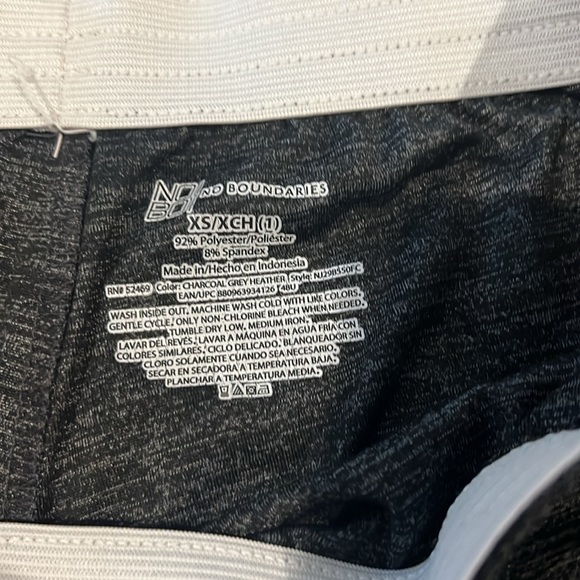 NO
BO
NO BOUNDARIES
XS/XCH (1)
92% Polyester/Poliéster
8% Spandex
Made in/Hecho en Indonesia
RN# 52469 Color: CHARCOAL GREY HEATHER Style: NJ29B550FC
EAN/UPC 880963934126 T4BU
WASH INSIDE OUT. MACHINE WASH COLD WITH LIKE COLORS.
GENTLE CYCLE. ONLY NON-CHLORINE BLEACH WHEN NEEDED.
TUMBLE DRY LOW. MEDIUM IRON.
LAVAR DEL REVÉS. LAVAR A MÁQUINA EN AGUA FRÍA CON
COLORES SIMILARES. CICLO DELICADO. BLANQUEADOR SIN
CLORO SOLAMENTE CUANDO SEA NECESARIO.
SECAR EN SECADORA A TEMPERATURA BAJA.
PLANCHAR A TEMPERATURA MEDIA.